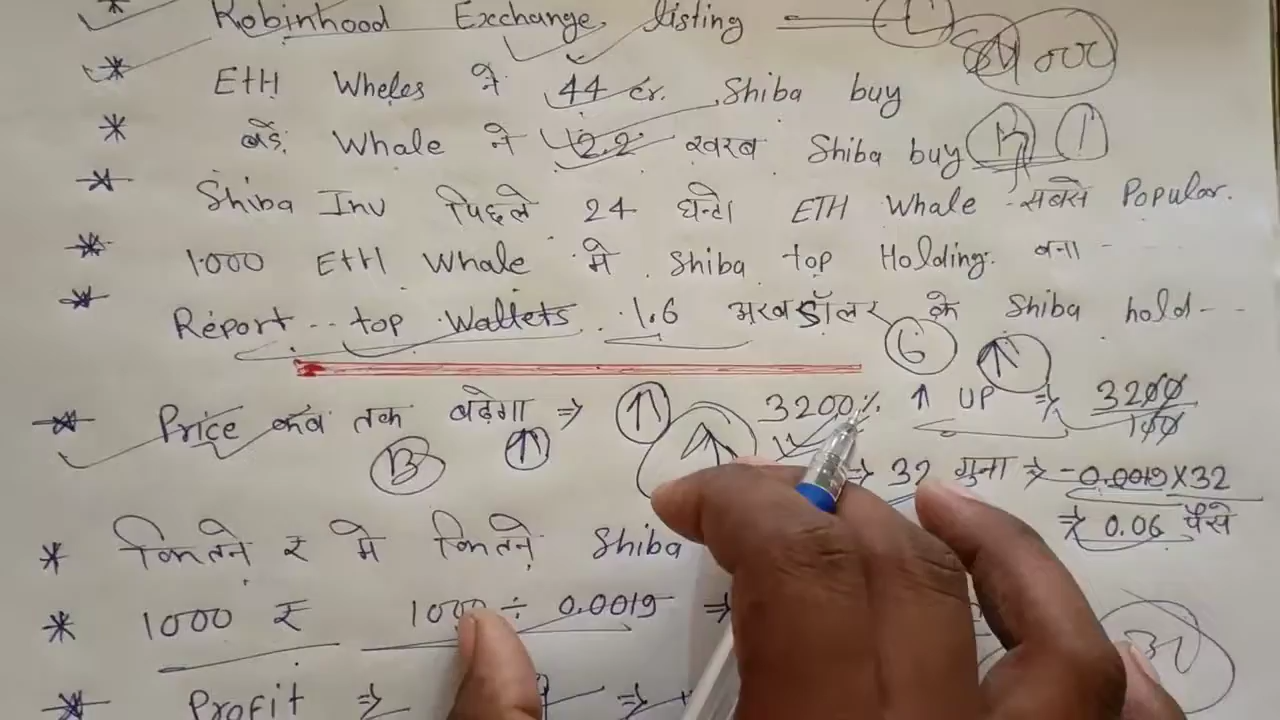 * Robinhood Exchange, listing
* ETH Wheles ने 44 cr. Shiba buy
* बड़े Whale ने 2.2 खरब Shiba buy
* Shiba Inu पिछले 24 घन्टा ETH Whale सबसे Popular.
* 1000 ETH Whale मे Shiba top Holding. बना
* Report.. top Wallets.. 1.6 अरब डॉलर के Shiba hold--
* Price कब तक बढ़ेगा ⇒ ↑ 3200% ↑ UP ⇒ 3200/100
⇒ 32 गुना ⇒ 0.0019X32
⇒ 0.06 पैसे
* कितने ₹ मे कितने Shiba
* 1000 ₹ 1000 ÷ 0.0019 ⇒
* Profit ⇒